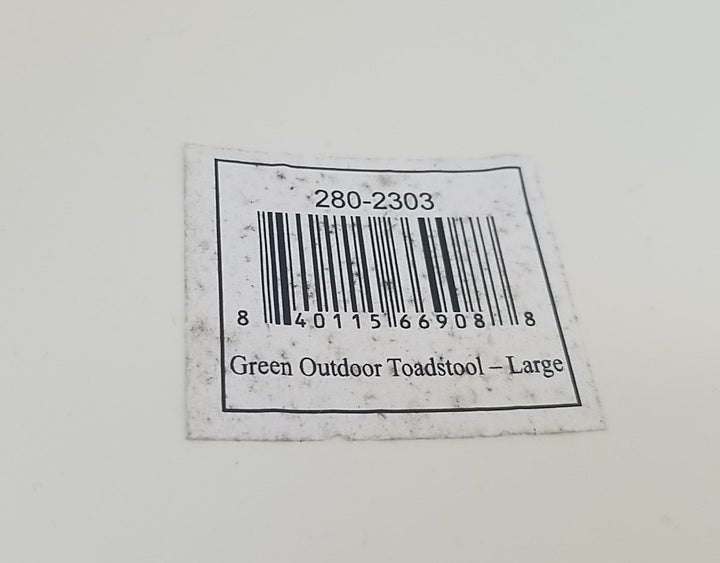 280-2303
8 40115 66908 8
Green Outdoor Toadstool – Large